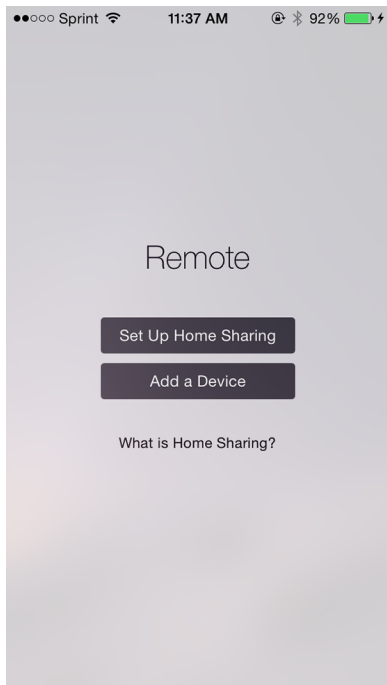 Sprint 11:37 AM 92%
Remote
Set Up Home Sharing
Add a Device
What is Home Sharing?